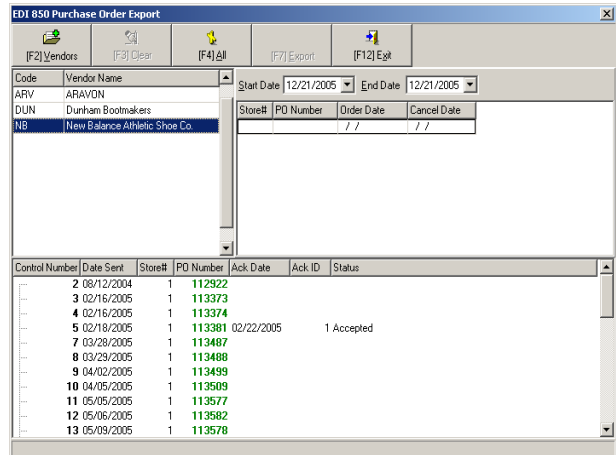 EDI 850 Purchase Order Export
[F2] Vendors [F3] Clear [F4] All [F7] Export [F12] Exit
Code Vendor Name
ARV ARAVON
DUN Dunham Bootmakers
NB New Balance Athletic Shoe Co.
Start Date 12/21/2005 End Date 12/21/2005
Store# PO Number Order Date Cancel Date
/ / / /
Control Number Date Sent Store# PO Number Ack Date Ack ID Status
2 08/12/2004 1 112922
3 02/16/2005 1 113373
4 02/16/2005 1 113374
5 02/18/2005 1 113381 02/22/2005 1 Accepted
7 03/28/2005 1 113487
8 03/29/2005 1 113488
9 04/02/2005 1 113499
10 04/05/2005 1 113509
11 05/05/2005 1 113577
12 05/06/2005 1 113582
13 05/09/2005 1 113578